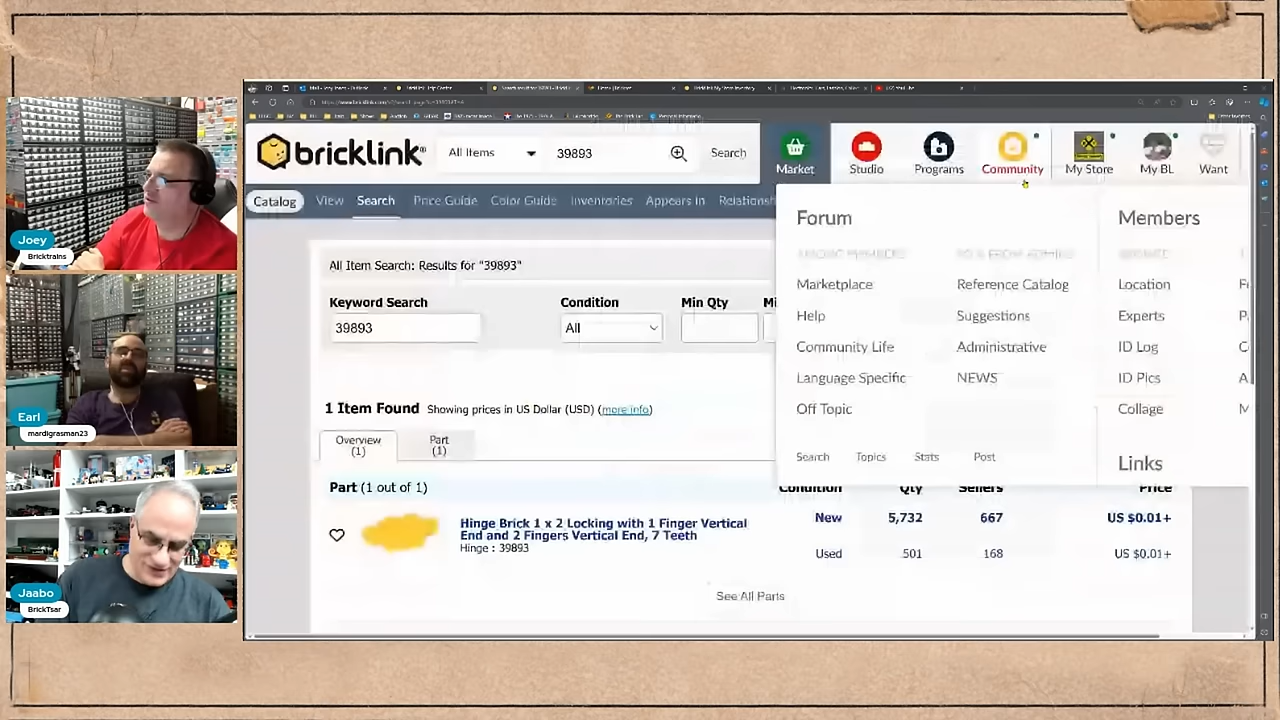 Joey
Bricktrains
Earl
mardigrasman23
Jaabo
BrickTsar
bricklink®
All Items
39893
Search
Market
Studio
Programs
Community
My Store
My BL
Want
Catalog
View
Search
Price Guide
Color Guide
Inventories
Appears in
Relationsh
All Item Search: Results for "39893"
Keyword Search
Condition
Min Qty
Mi
39893
All
1 Item Found
Showing prices in US Dollar (USD) (more info)
Overview
(1)
Part
(1)
Part (1 out of 1)
Condition
Qty
Sellers
Price
Hinge Brick 1 x 2 Locking with 1 Finger Vertical
End and 2 Fingers Vertical End, 7 Teeth
Hinge : 39893
New
5,732
667
US $0.01+
Used
501
168
US $0.01+
See All Parts
Forum
Marketplace
Reference Catalog
Help
Suggestions
Community Life
Administrative
Language Specific
NEWS
Off Topic
Search
Topics
Stats
Post
Members
Location
Experts
ID Log
ID Pics
Collage
Links